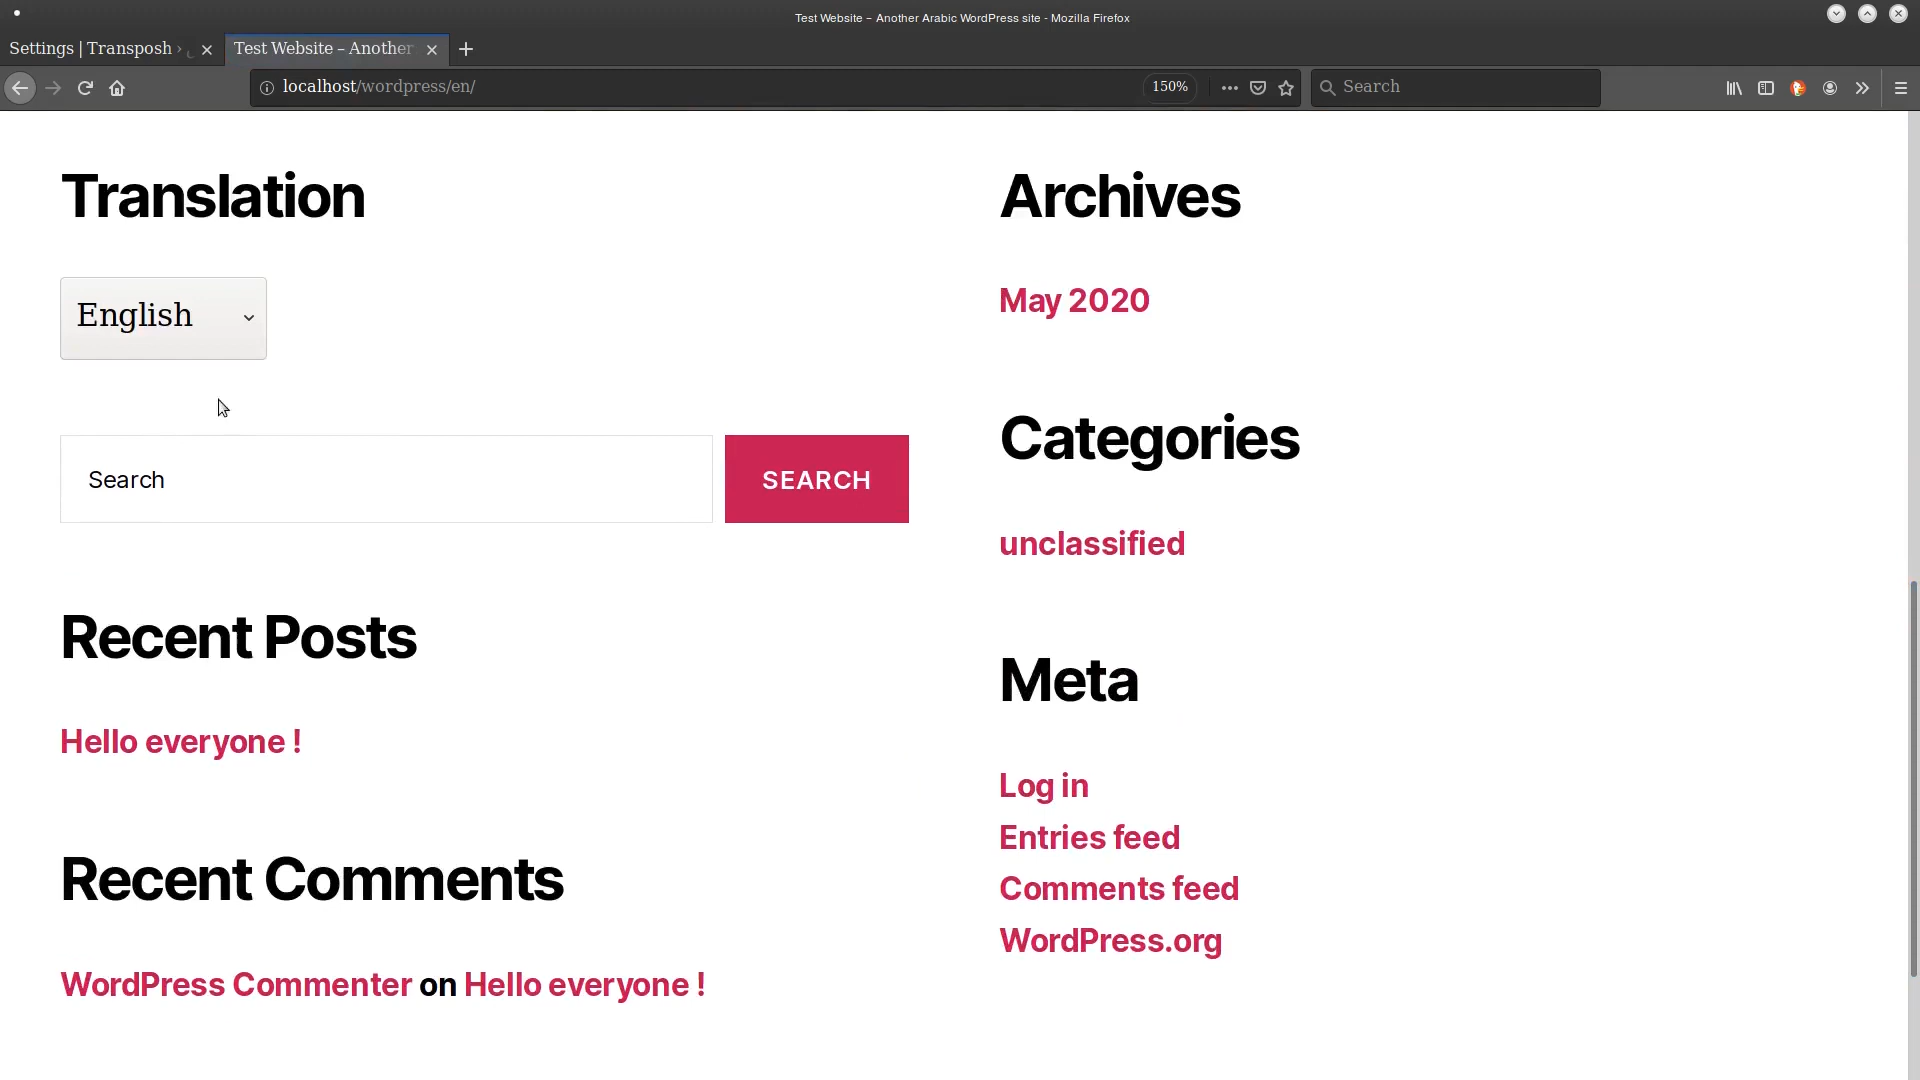 Test Website – Another Arabic WordPress site - Mozilla Firefox
Settings | Transposh ›
Test Website – Another
localhost/wordpress/en/
150%
Search
Translation
English
Search
SEARCH
Recent Posts
Hello everyone !
Recent Comments
WordPress Commenter on Hello everyone !
Archives
May 2020
Categories
unclassified
Meta
Log in
Entries feed
Comments feed
WordPress.org